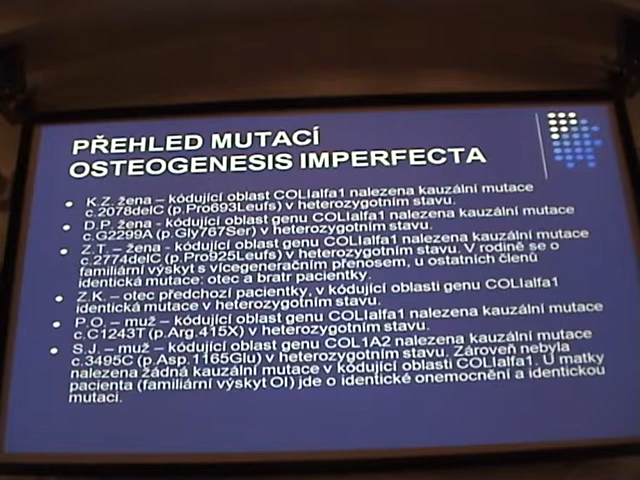 PŘEHLED MUTACÍ
OSTEOGENESIS IMPERFECTA
K.Z. žena – kódující oblast COLIalfa1 nalezena kauzální mutace
c.2078delC (p.Pro693Leufs) v heterozygotním stavu.
D.P. žena - kódující oblast genu COLIalfa1 nalezena kauzální mutace
c.G2299A (p.Gly767Ser) v heterozygotním stavu.
Z.T. – žena - kódující oblast genu COLIalfa1 nalezena kauzální mutace
c.2774delC (p.Pro925Leufs) v heterozygotním stavu. V rodině se o
familiární výskyt s vícegeneračním přenosem, u ostatních členů
identická mutace: otec a bratr pacientky.
Z.K. – otec předchozí pacientky, v kódující oblasti genu COLIalfa1
identická mutace v heterozygotním stavu.
P.O. – muž – kódující oblast genu COLIalfa1 nalezena kauzální mutace
c.C1243T (p.Arg.415X) v heterozygotním stavu.
S.J. – muž – kódující oblast genu COL1A2 nalezena kauzální mutace
c.3495C (p.Asp.1165Glu) v heterozygotním stavu. Zároveň nebyla
nalezena žádná kauzální mutace v kódující oblasti COLIalfa1. U matky
pacienta (familiární výskyt OI) jde o identické onemocnění a identickou
mutaci.